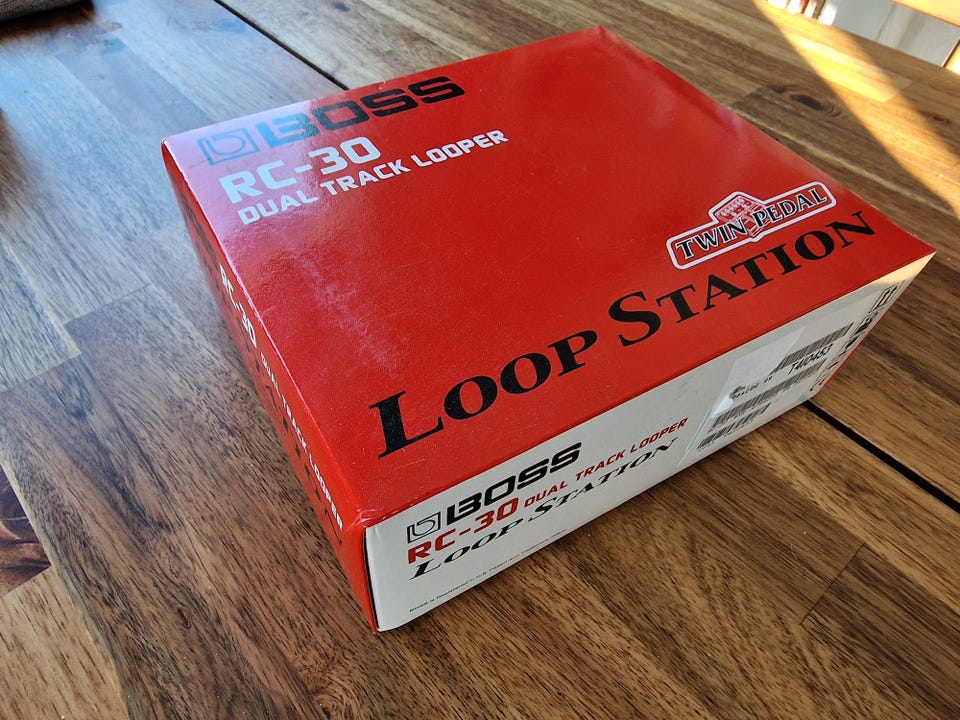 BOSS
RC-30
DUAL TRACK LOOPER
TWIN PEDAL
LOOP STATION
RC-30 DUAL TRACK LOOPER
BOSS
RC-30 DUAL TRACK LOOPER
LOOP STATION
T4I0453